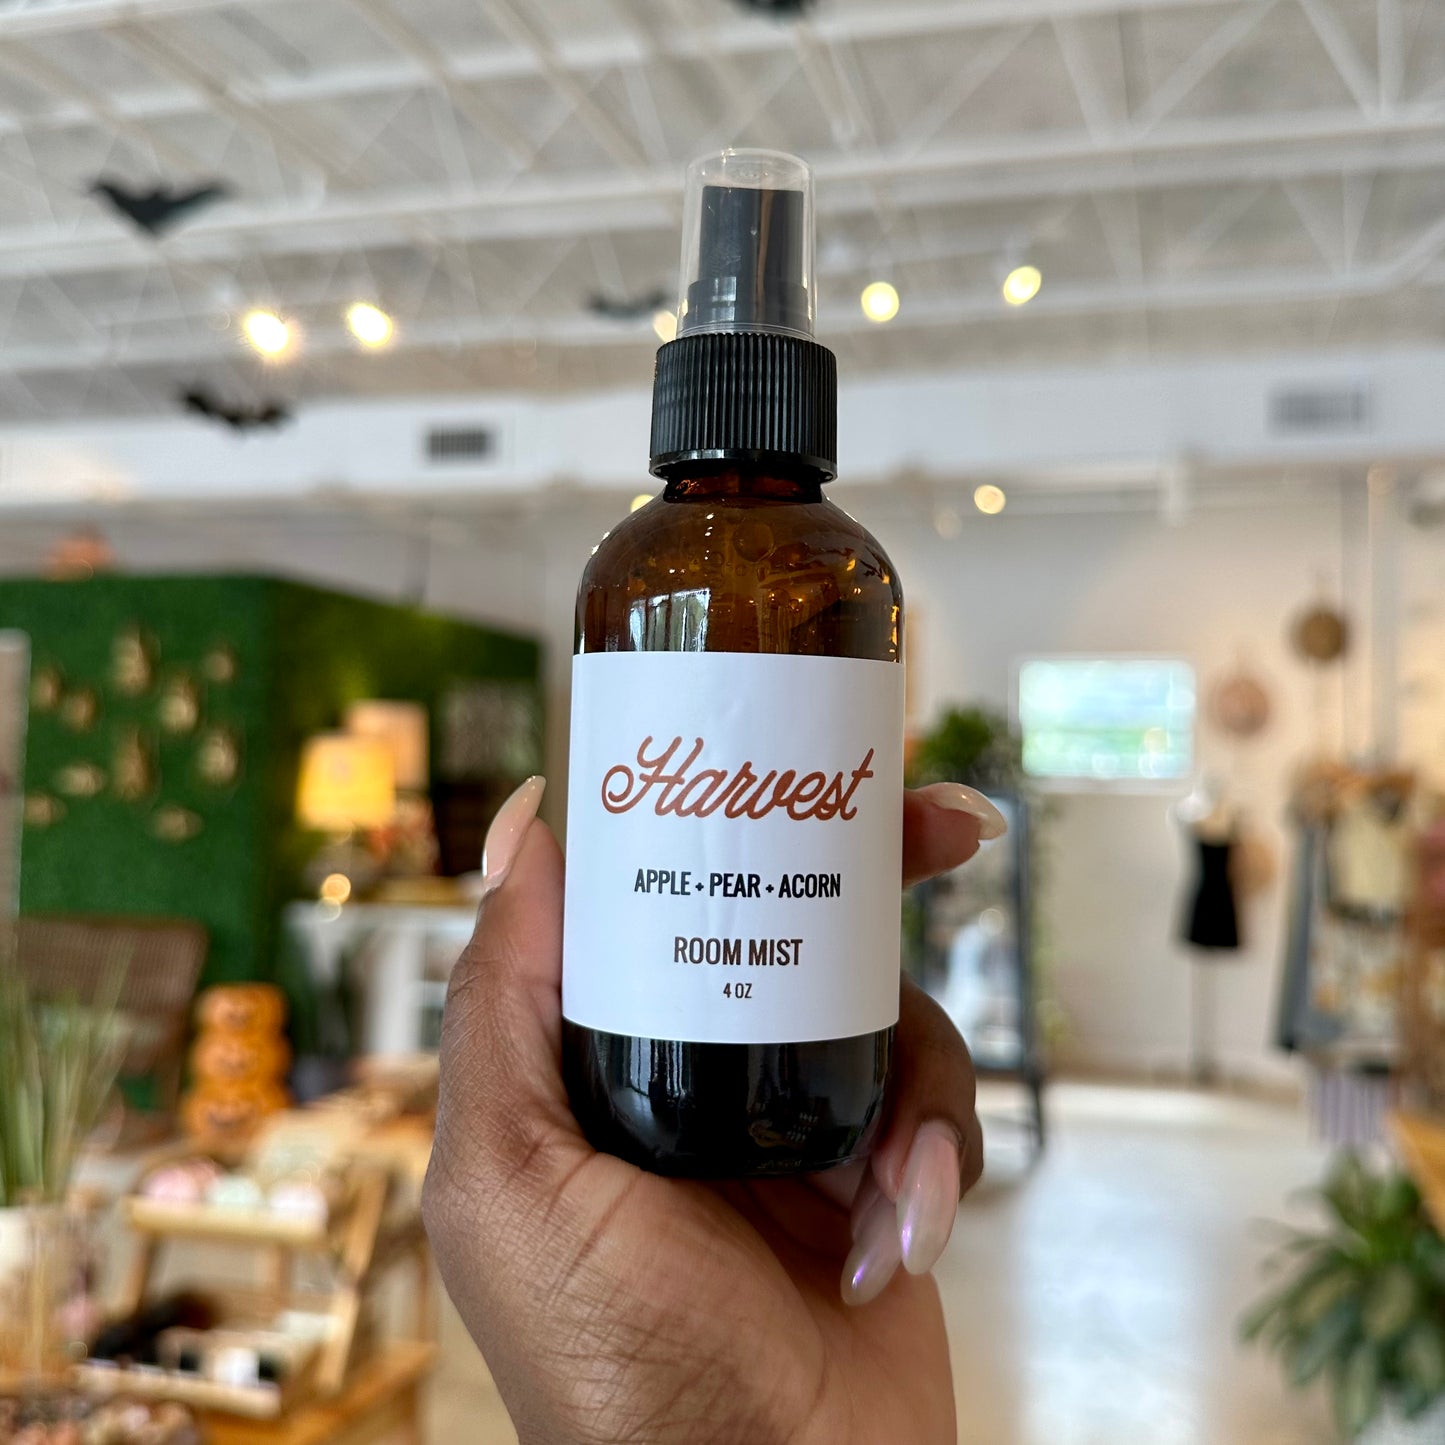 Harvest
APPLE + PEAR + ACORN
ROOM MIST
4 OZ